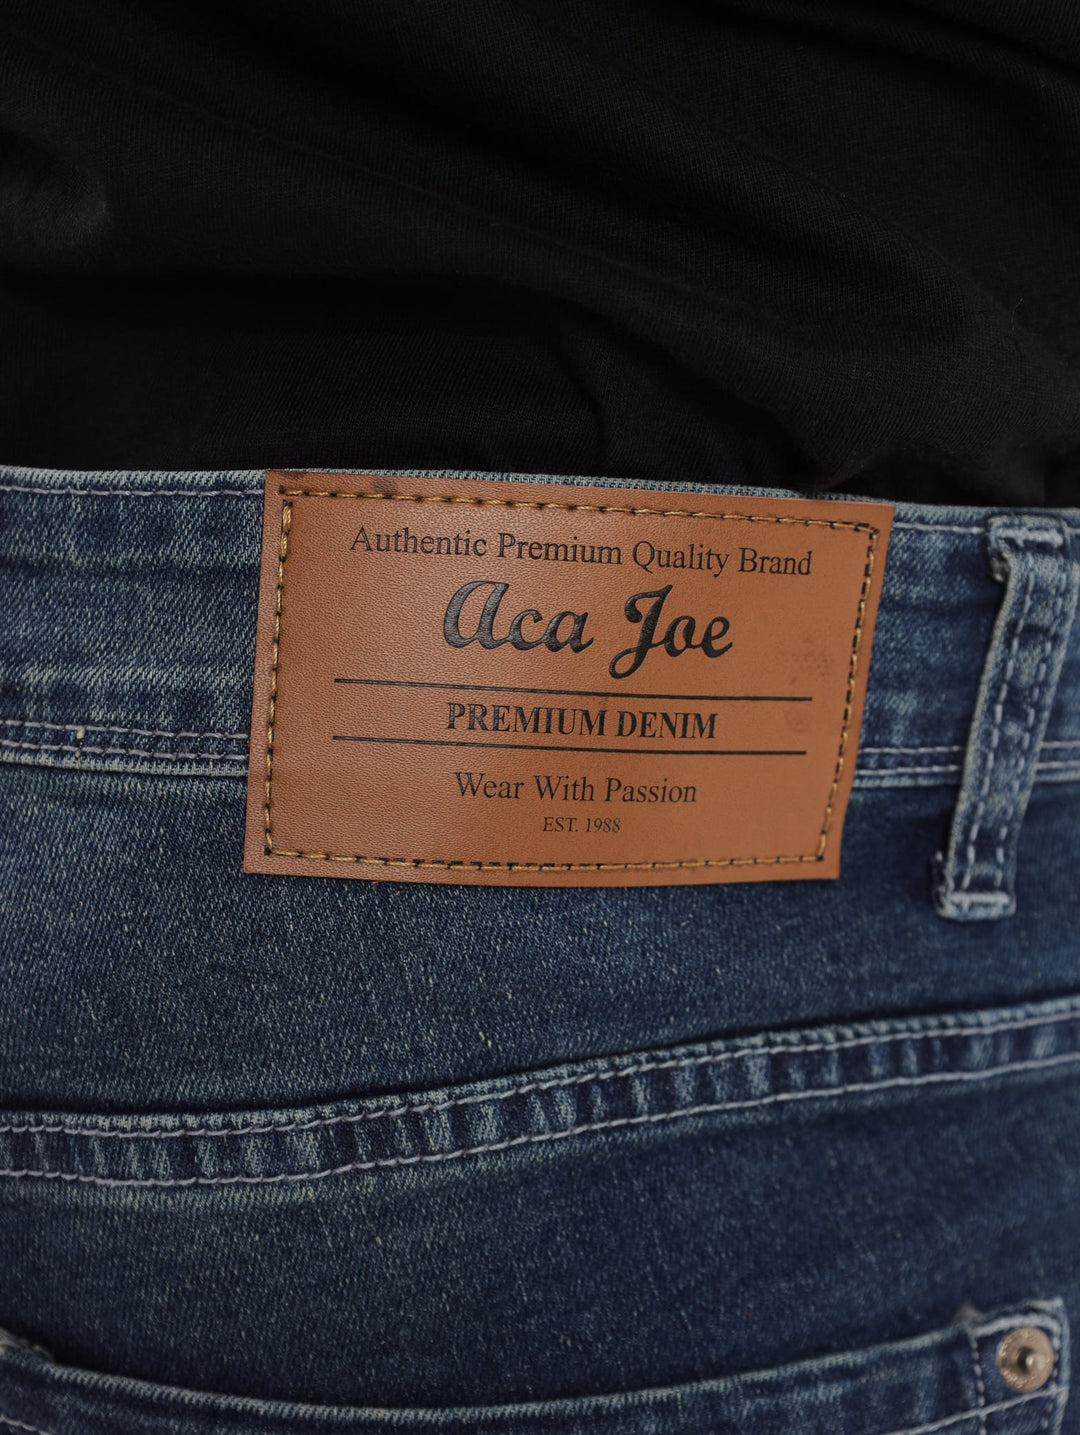 Authentic Premium Quality Brand
Aca Joe
PREMIUM DENIM
Wear With Passion
EST. 1988